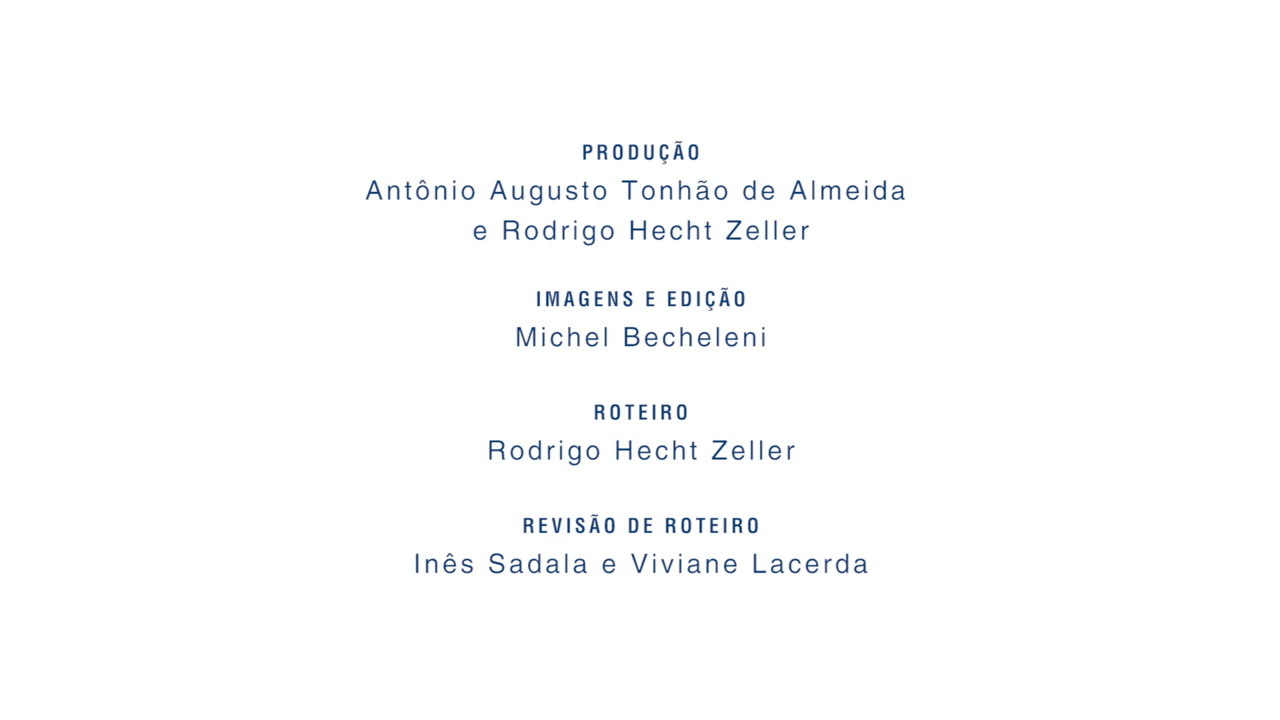 PRODUÇÃO
Antônio Augusto Tonhão de Almeida
e Rodrigo Hecht Zeller
IMAGENS E EDIÇÃO
Michel Becheleni
ROTEIRO
Rodrigo Hecht Zeller
REVISÃO DE ROTEIRO
Inês Sadala e Viviane Lacerda